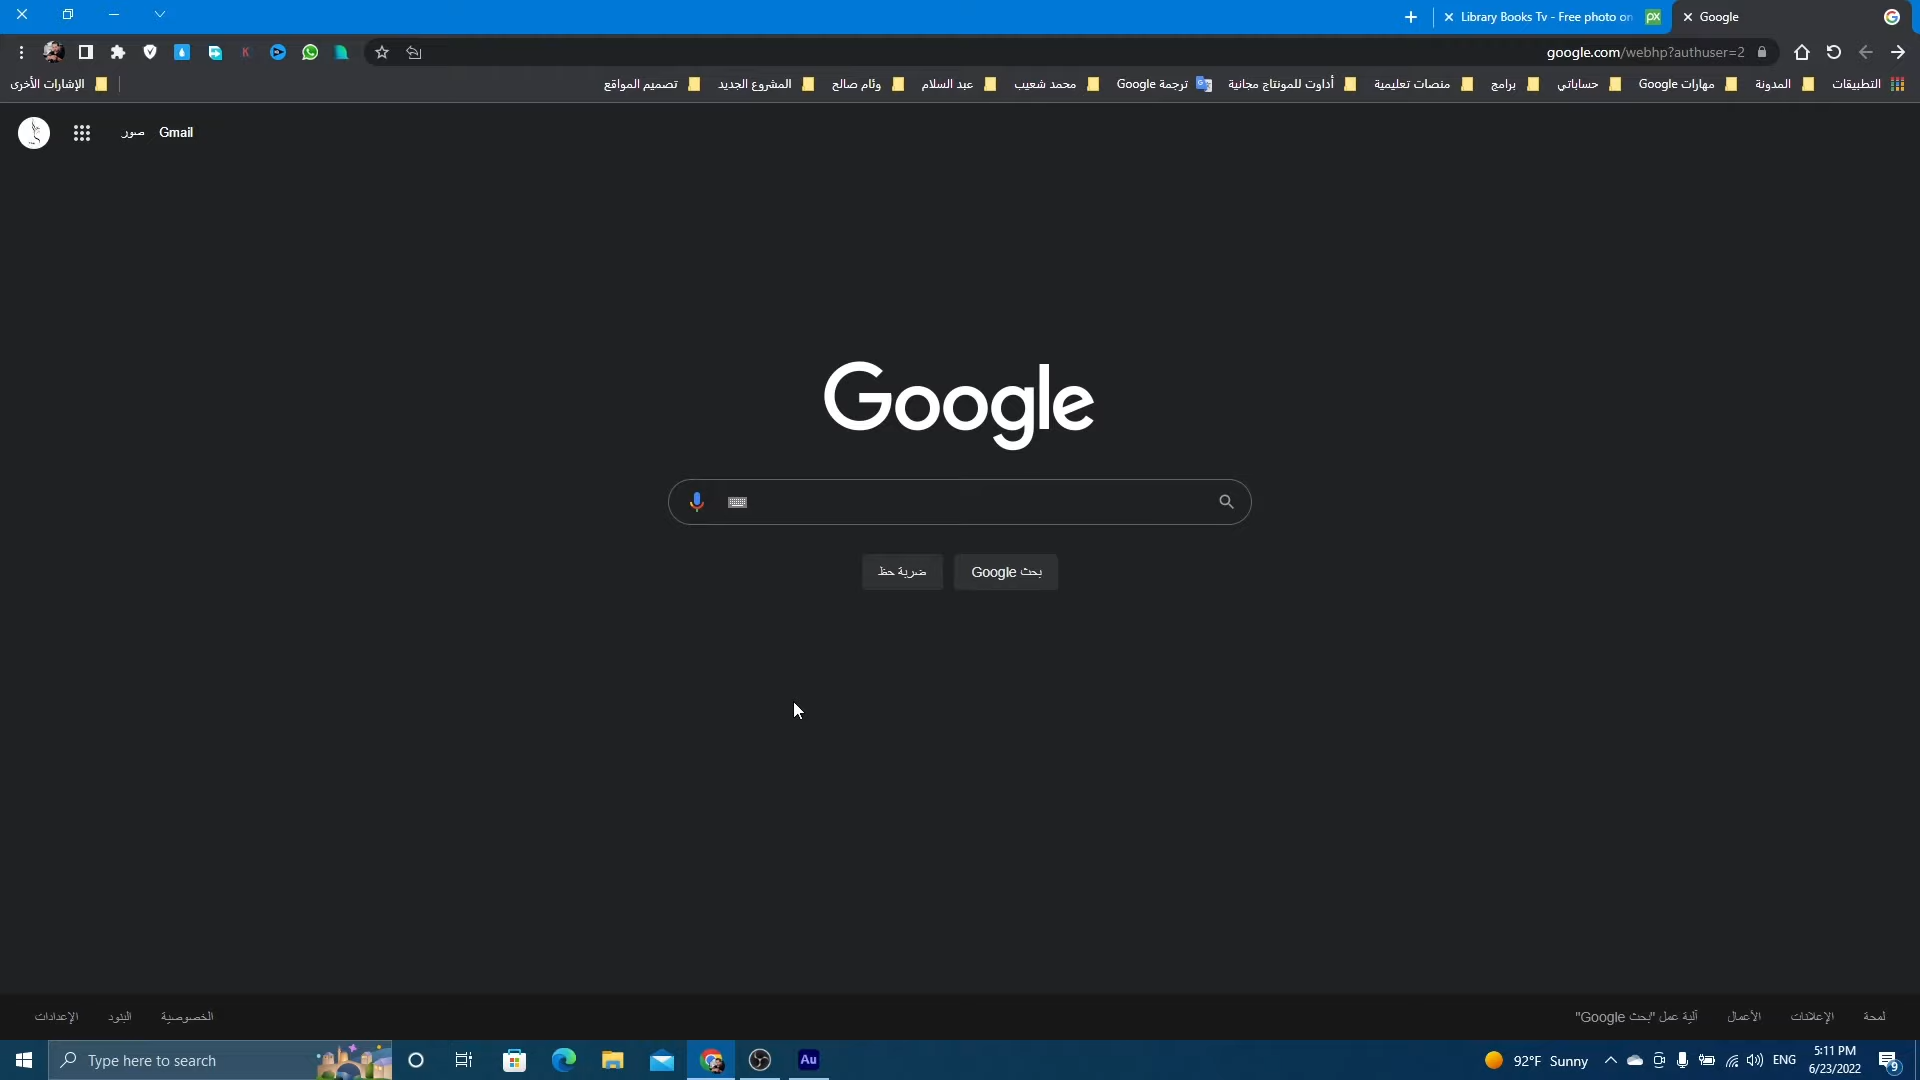 Google
Library Books Tv - Free photo on
google.com/webhp?authuser=2
التطبيقات
المدونة
مهارات Google
حساباتي
برامج
منصات تعليمية
أداوت للمونتاج مجانية
ترجمة Google
محمد شعيب
عبد السلام
وئام صالح
المشروع الجديد
تصميم المواقع
الإشارات الأخرى
Gmail
صور
Google
بحث Google
ضربة حظ
لمحة
الإعلانات
الأعمال
آلية عمل "بحث Google"
الخصوصية
البنود
الإعدادات
Type here to search
Au
92°F Sunny
ENG
5:11 PM
6/23/2022
9